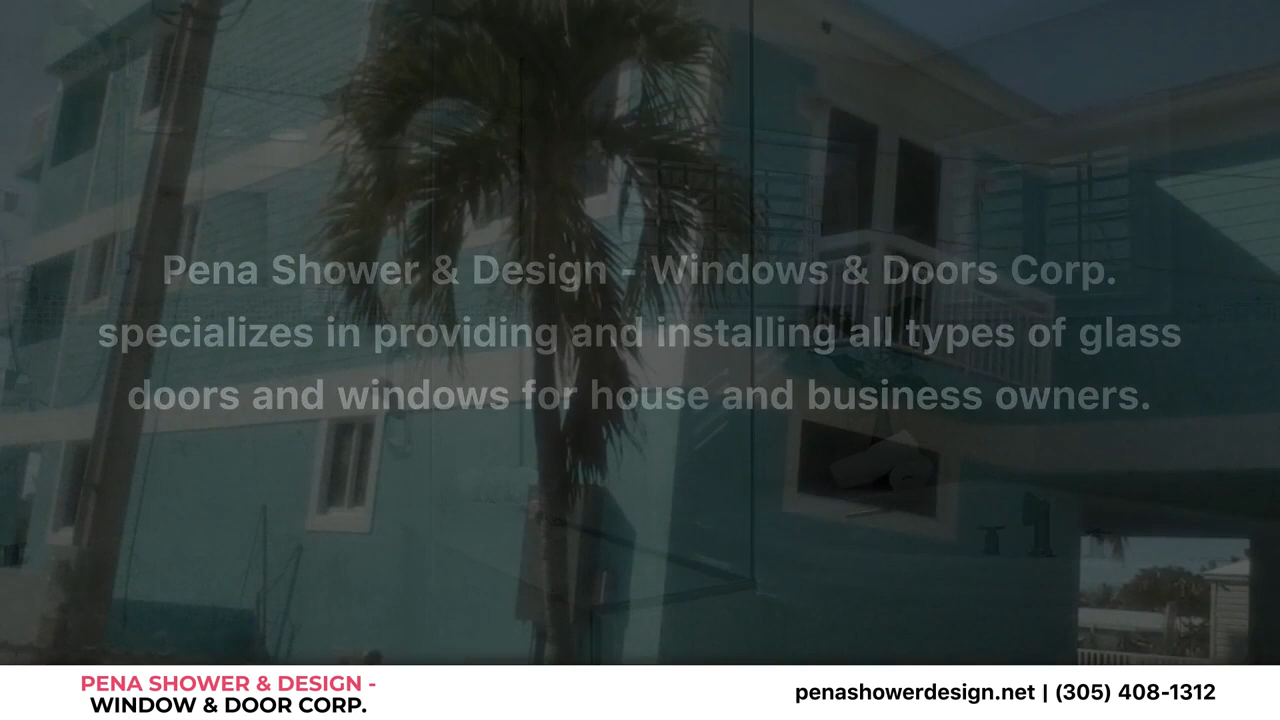 Pena Shower & Design - Windows & Doors Corp.
specializes in providing and installing all types of glass
doors and windows for house and business owners.
PENA SHOWER & DESIGN -
WINDOW & DOOR CORP.
penashowerdesign.net | (305) 408-1312